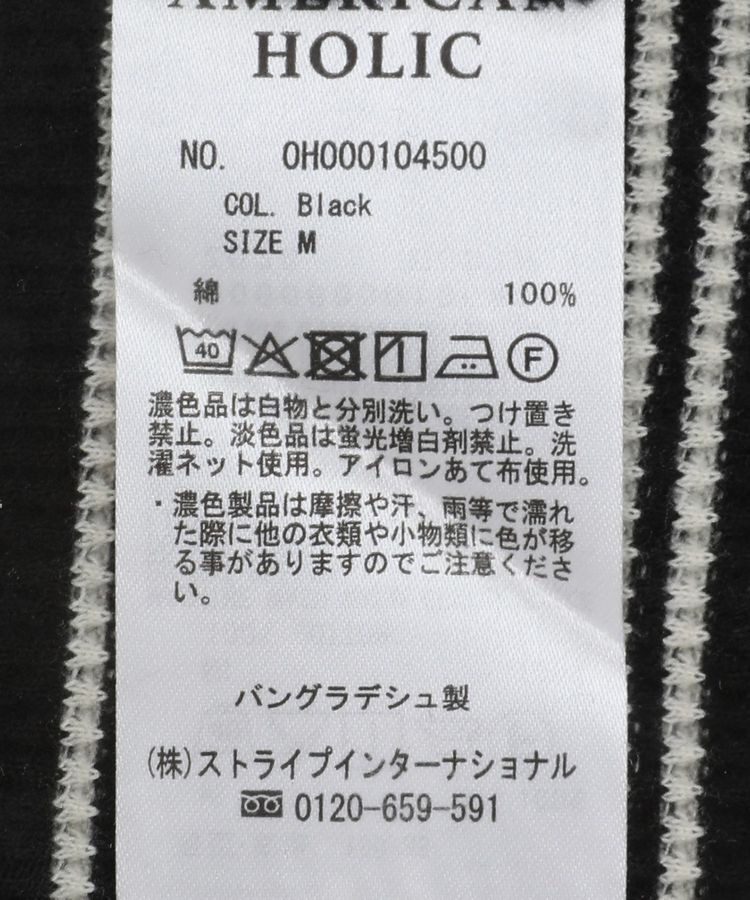 AMERICAN
HOLIC
NO. 0H000104500
COL. Black
SIZE M
綿 100%
40 F
濃色品は白物と分別洗い。つけ置き
禁止。淡色品は蛍光増白剤禁止。洗
濯ネット使用。アイロンあて布使用。
・濃色製品は摩擦や汗、雨等で濡れ
た際に他の衣類や小物類に色が移
る事がありますのでご注意くださ
い。
バングラデシュ製
(株)ストライプインターナショナル
0120-659-591